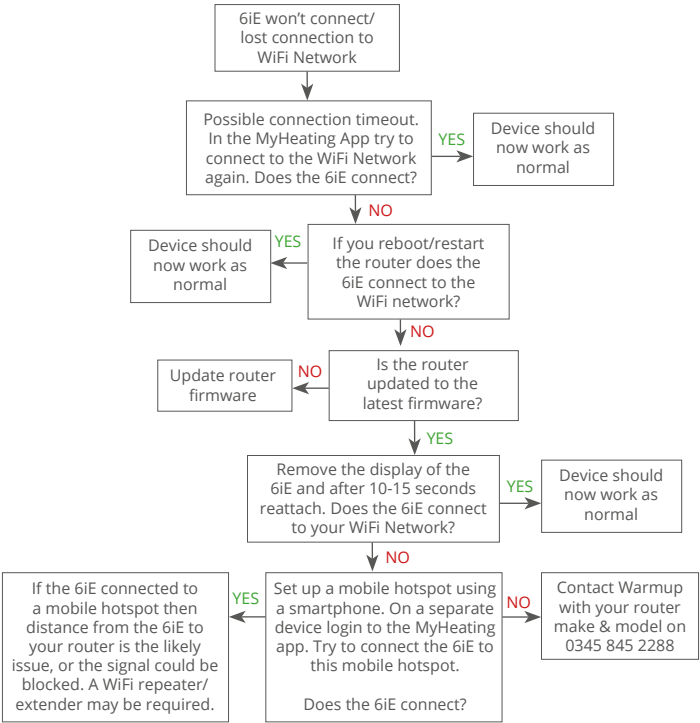 6iE won't connect/
lost connection to
WiFi Network
Possible connection timeout.
In the MyHeating App try to
connect to the WiFi Network
again. Does the 6iE connect?
YES
Device should
now work as
normal
NO
If you reboot/restart
the router does the
6iE connect to the
WiFi network?
YES
Device should
now work as
normal
NO
Is the router
updated to the
latest firmware?
NO
Update router
firmware
YES
Remove the display of the
6iE and after 10-15 seconds
reattach. Does the 6iE connect
to your WiFi Network?
YES
Device should
now work as
normal
NO
Set up a mobile hotspot using
a smartphone. On a separate
device login to the MyHeating
app. Try to connect the 6iE to
this mobile hotspot.
Does the 6iE connect?
YES
If the 6iE connected to
a mobile hotspot then
distance from the 6iE to
your router is the likely
issue, or the signal could be
blocked. A WiFi repeater/
extender may be required.
NO
Contact Warmup
with your router
make & model on
0345 845 2288